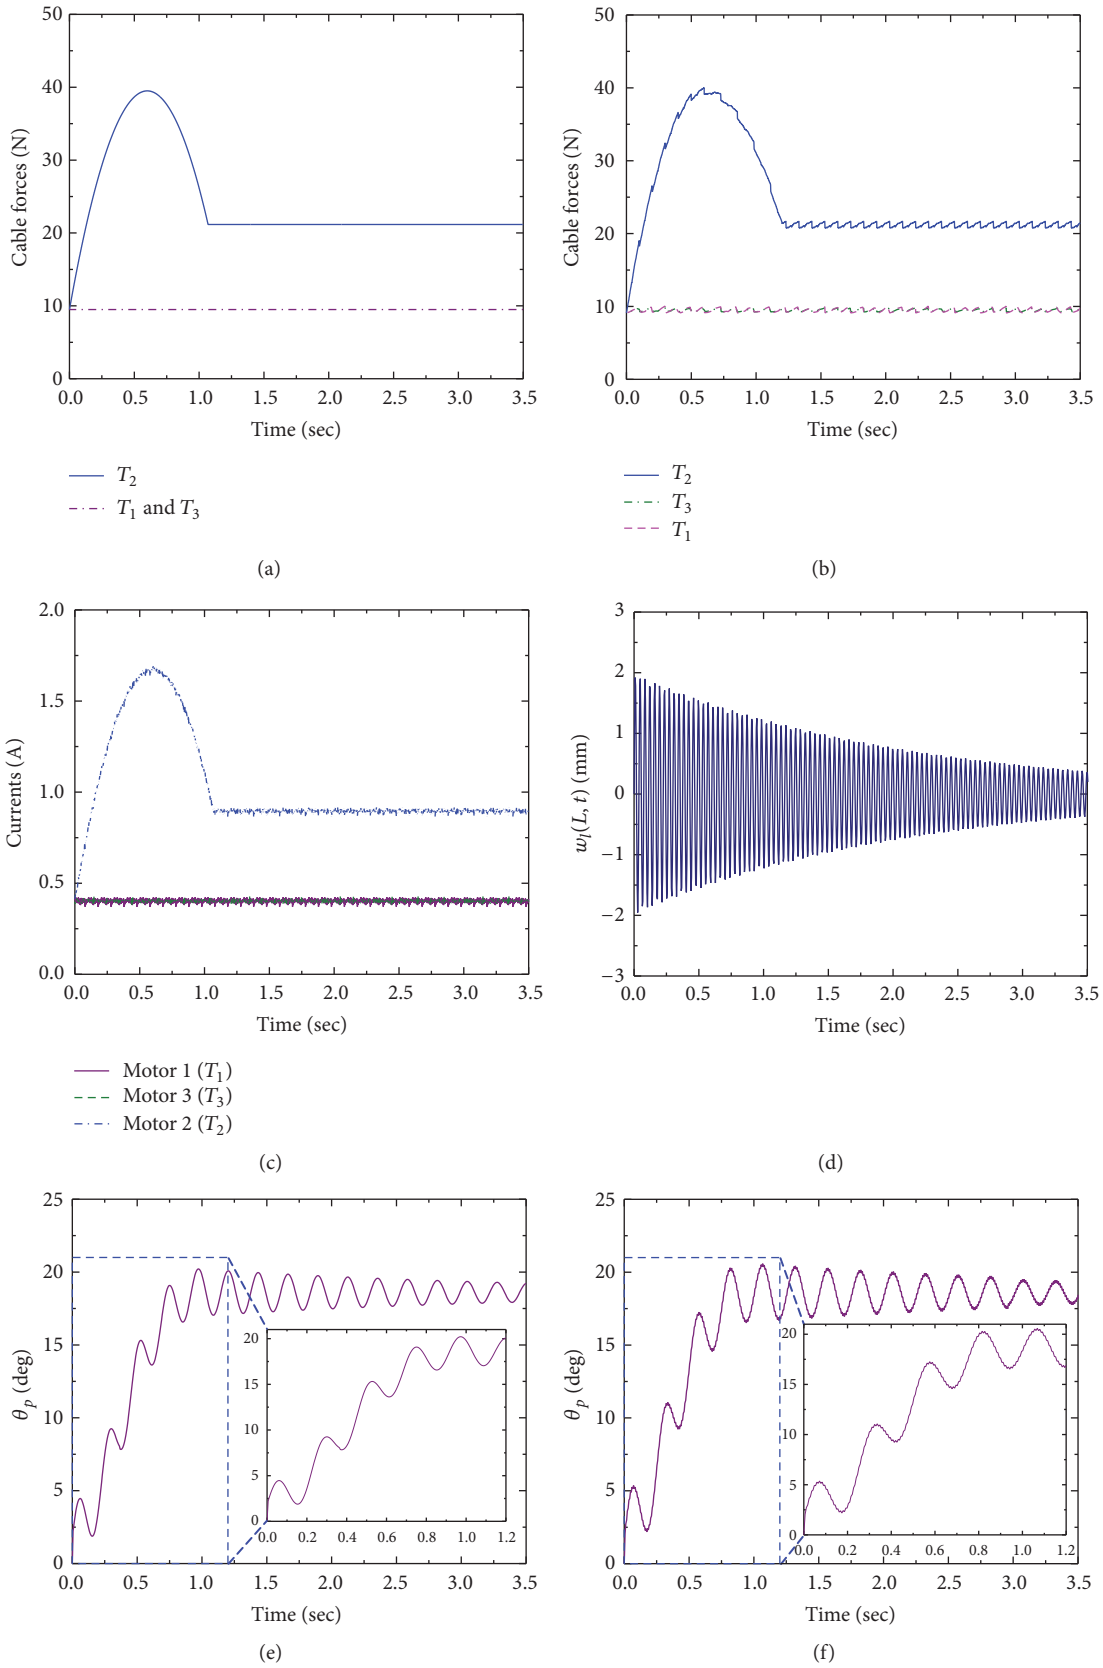 50
40
30
20
10
0
Cable forces (N)
0.0 0.5 1.0 1.5 2.0 2.5 3.0 3.5
Time (sec)
T2
T1 and T3
(a)
50
40
30
20
10
0
Cable forces (N)
0.0 0.5 1.0 1.5 2.0 2.5 3.0 3.5
Time (sec)
T2
T3
T1
(b)
2.0
1.5
1.0
0.5
0.0
Currents (A)
0.0 0.5 1.0 1.5 2.0 2.5 3.0 3.5
Time (sec)
Motor 1 (T1)
Motor 3 (T3)
Motor 2 (T2)
(c)
3
2
1
0
−1
−2
−3
wl(L, t) (mm)
0.0 0.5 1.0 1.5 2.0 2.5 3.0 3.5
Time (sec)
(d)
25
20
15
10
5
0
θp (deg)
20
15
10
5
0
0.0 0.2 0.4 0.6 0.8 1.0 1.2
0.0 0.5 1.0 1.5 2.0 2.5 3.0 3.5
Time (sec)
(e)
25
20
15
10
5
0
θp (deg)
20
15
10
5
0
0.0 0.2 0.4 0.6 0.8 1.0 1.2
0.0 0.5 1.0 1.5 2.0 2.5 3.0 3.5
Time (sec)
(f)